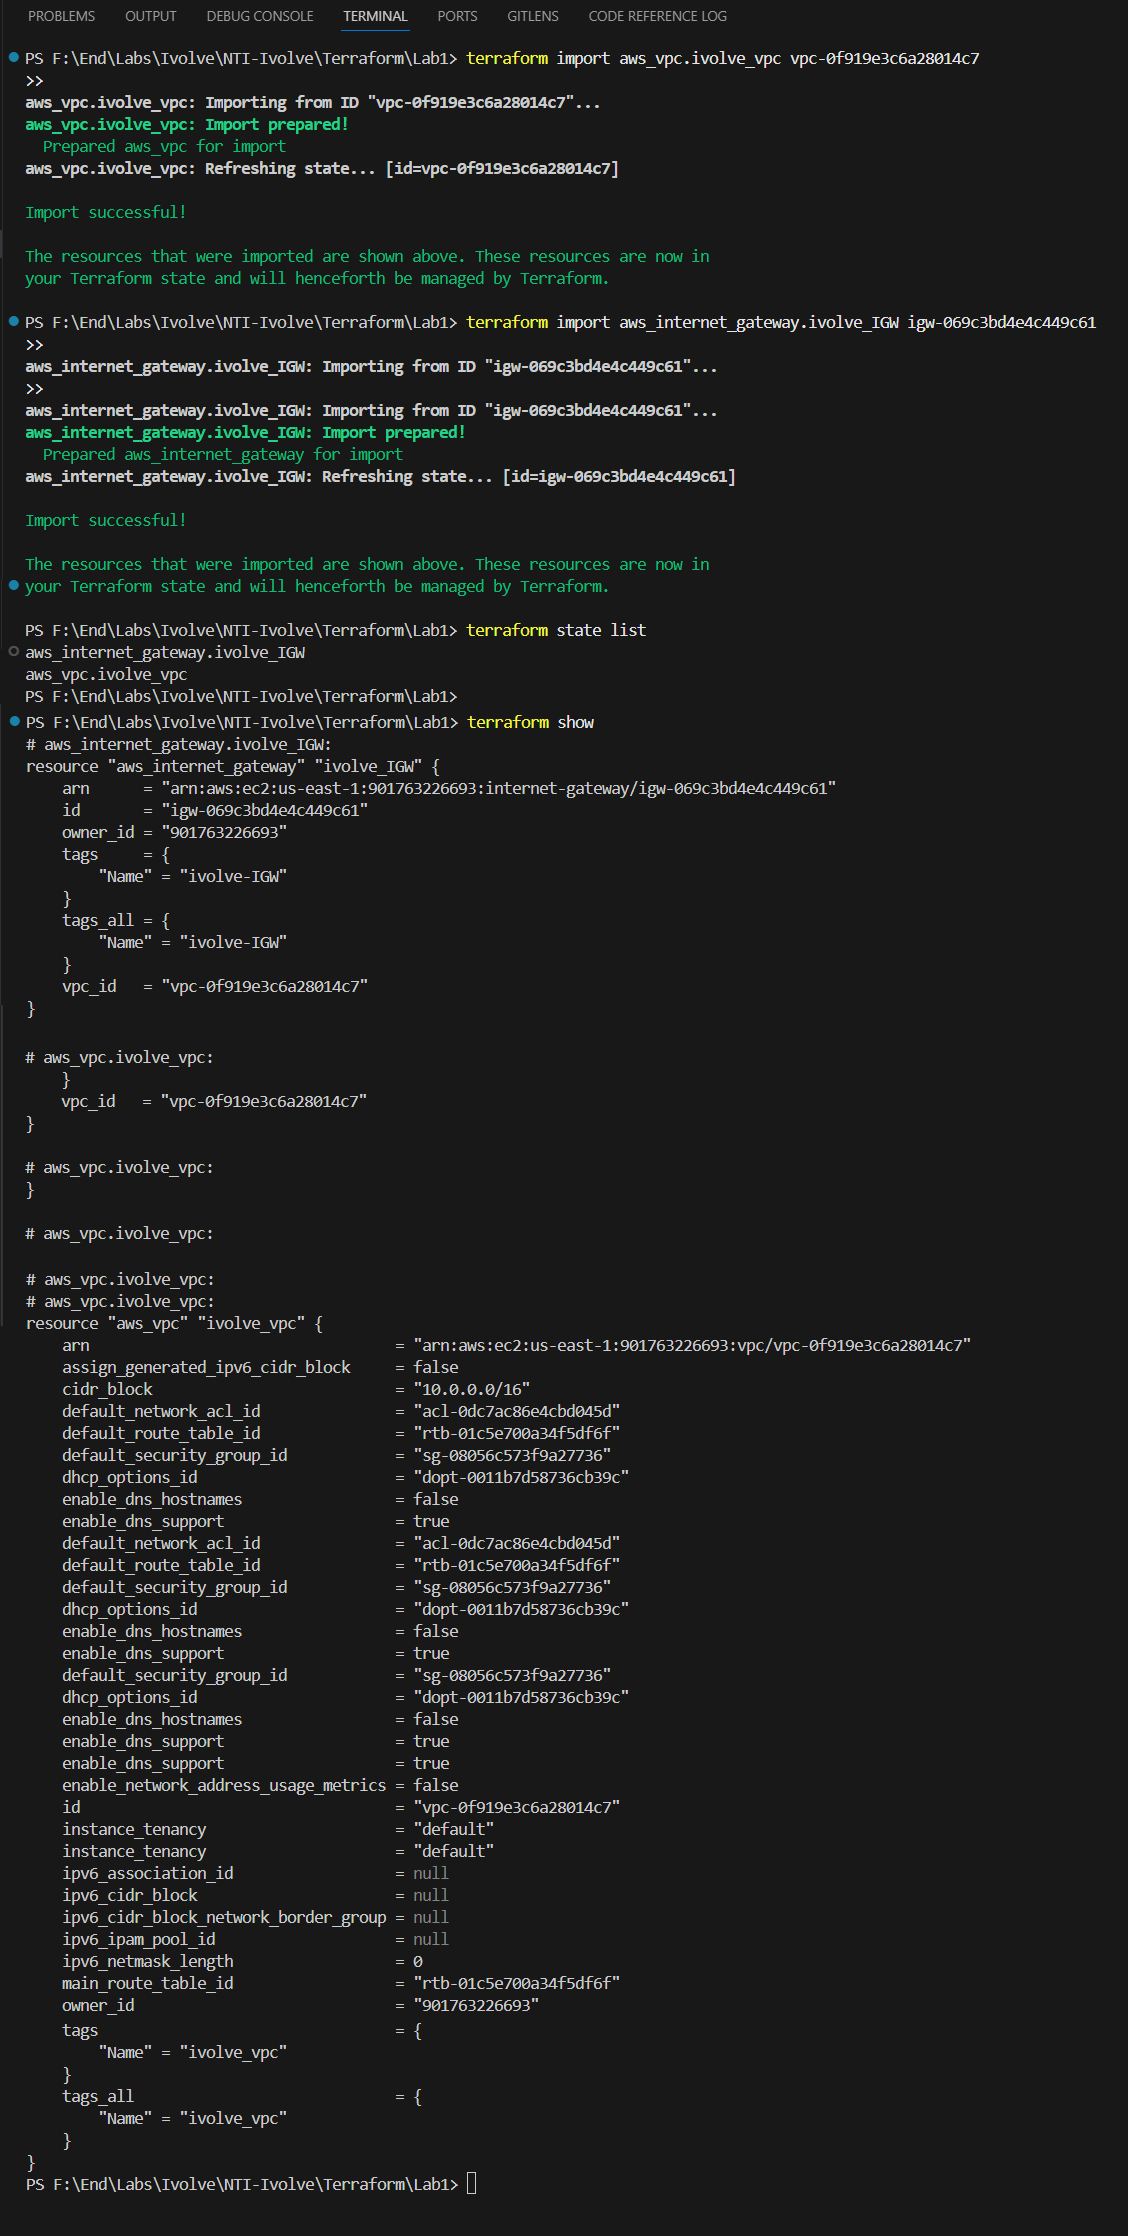 PROBLEMS OUTPUT DEBUG CONSOLE TERMINAL PORTS GITLENS CODE REFERENCE LOG
PS F:\End\Labs\Ivolve\NTI-Ivolve\Terraform\Lab1> terraform import aws_vpc.ivolve_vpc vpc-0f919e3c6a28014c7
>>
aws_vpc.ivolve_vpc: Importing from ID "vpc-0f919e3c6a28014c7"...
aws_vpc.ivolve_vpc: Import prepared!
  Prepared aws_vpc for import
aws_vpc.ivolve_vpc: Refreshing state... [id=vpc-0f919e3c6a28014c7]
Import successful!
The resources that were imported are shown above. These resources are now in
your Terraform state and will henceforth be managed by Terraform.
PS F:\End\Labs\Ivolve\NTI-Ivolve\Terraform\Lab1> terraform import aws_internet_gateway.ivolve_IGW igw-069c3bd4e4c449c61
>>
aws_internet_gateway.ivolve_IGW: Importing from ID "igw-069c3bd4e4c449c61"...
>>
aws_internet_gateway.ivolve_IGW: Importing from ID "igw-069c3bd4e4c449c61"...
aws_internet_gateway.ivolve_IGW: Import prepared!
  Prepared aws_internet_gateway for import
aws_internet_gateway.ivolve_IGW: Refreshing state... [id=igw-069c3bd4e4c449c61]
Import successful!
The resources that were imported are shown above. These resources are now in
your Terraform state and will henceforth be managed by Terraform.
PS F:\End\Labs\Ivolve\NTI-Ivolve\Terraform\Lab1> terraform state list
aws_internet_gateway.ivolve_IGW
aws_vpc.ivolve_vpc
PS F:\End\Labs\Ivolve\NTI-Ivolve\Terraform\Lab1>
PS F:\End\Labs\Ivolve\NTI-Ivolve\Terraform\Lab1> terraform show
# aws_internet_gateway.ivolve_IGW:
resource "aws_internet_gateway" "ivolve_IGW" {
    arn      = "arn:aws:ec2:us-east-1:901763226693:internet-gateway/igw-069c3bd4e4c449c61"
    id       = "igw-069c3bd4e4c449c61"
    owner_id = "901763226693"
    tags     = {
        "Name" = "ivolve-IGW"
    }
    tags_all = {
        "Name" = "ivolve-IGW"
    }
    vpc_id   = "vpc-0f919e3c6a28014c7"
}
# aws_vpc.ivolve_vpc:
    }
    vpc_id   = "vpc-0f919e3c6a28014c7"
}
# aws_vpc.ivolve_vpc:
}
# aws_vpc.ivolve_vpc:
# aws_vpc.ivolve_vpc:
# aws_vpc.ivolve_vpc:
resource "aws_vpc" "ivolve_vpc" {
    arn                                  = "arn:aws:ec2:us-east-1:901763226693:vpc/vpc-0f919e3c6a28014c7"
    assign_generated_ipv6_cidr_block     = false
    cidr_block                           = "10.0.0.0/16"
    default_network_acl_id               = "acl-0dc7ac86e4cbd045d"
    default_route_table_id               = "rtb-01c5e700a34f5df6f"
    default_security_group_id            = "sg-08056c573f9a27736"
    dhcp_options_id                      = "dopt-0011b7d58736cb39c"
    enable_dns_hostnames                 = false
    enable_dns_support                   = true
    default_network_acl_id               = "acl-0dc7ac86e4cbd045d"
    default_route_table_id               = "rtb-01c5e700a34f5df6f"
    default_security_group_id            = "sg-08056c573f9a27736"
    dhcp_options_id                      = "dopt-0011b7d58736cb39c"
    enable_dns_hostnames                 = false
    enable_dns_support                   = true
    default_security_group_id            = "sg-08056c573f9a27736"
    dhcp_options_id                      = "dopt-0011b7d58736cb39c"
    enable_dns_hostnames                 = false
    enable_dns_support                   = true
    enable_dns_support                   = true
    enable_network_address_usage_metrics = false
    id                                   = "vpc-0f919e3c6a28014c7"
    instance_tenancy                     = "default"
    instance_tenancy                     = "default"
    ipv6_association_id                  = null
    ipv6_cidr_block                      = null
    ipv6_cidr_block_network_border_group = null
    ipv6_ipam_pool_id                    = null
    ipv6_netmask_length                  = 0
    main_route_table_id                  = "rtb-01c5e700a34f5df6f"
    owner_id                             = "901763226693"
    tags                                 = {
        "Name" = "ivolve_vpc"
    }
    tags_all                             = {
        "Name" = "ivolve_vpc"
    }
}
PS F:\End\Labs\Ivolve\NTI-Ivolve\Terraform\Lab1>